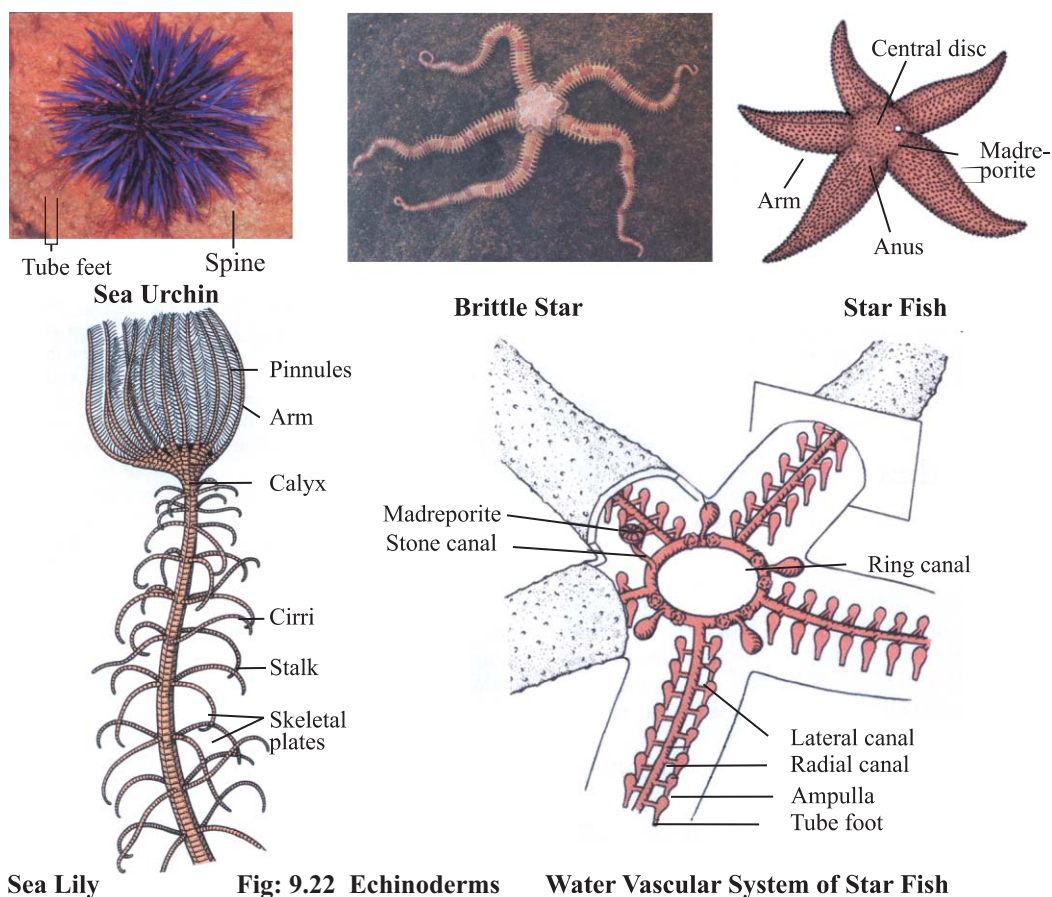 Tube feet
Spine
Sea Urchin
Brittle Star
Central disc
Madre-
porite
Arm
Anus
Star Fish
Pinnules
Arm
Calyx
Cirri
Stalk
Skeletal
plates
Madreporite
Stone canal
Ring canal
Lateral canal
Radial canal
Ampulla
Tube foot
Sea Lily
Fig: 9.22 Echinoderms
Water Vascular System of Star Fish